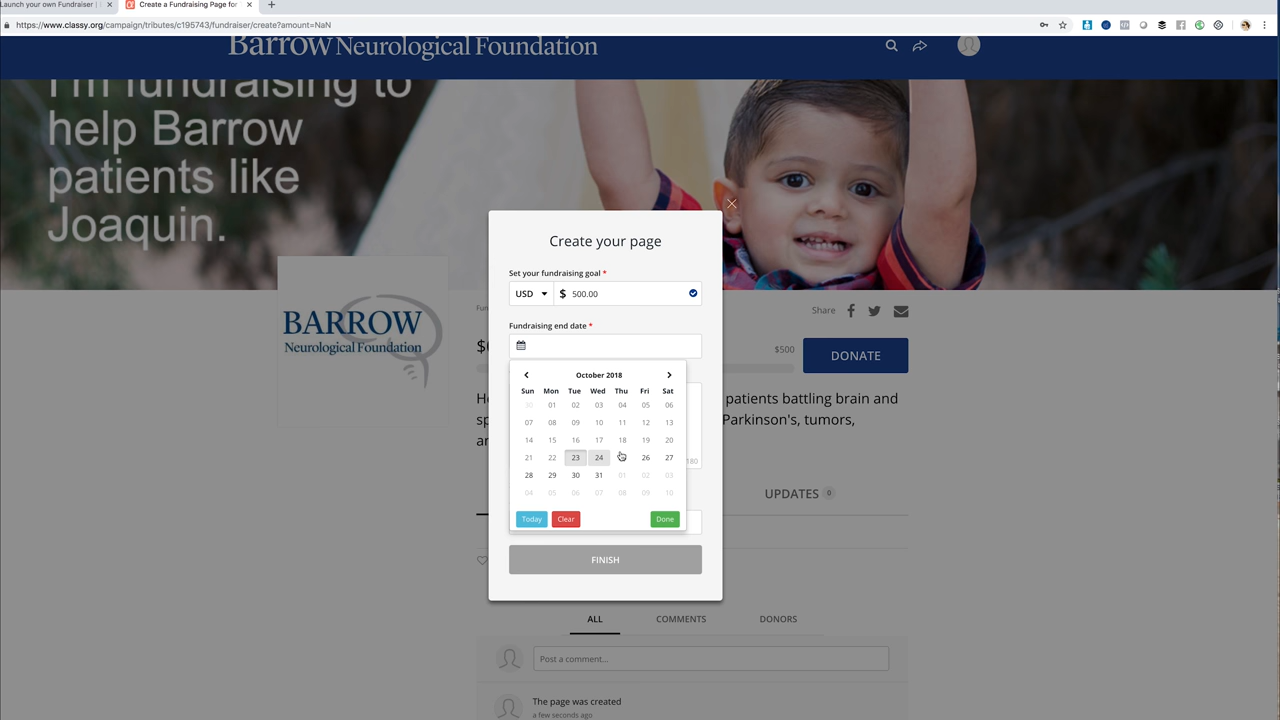 Launch your own Fundraiser |
Create a Fundraising Page for
https://www.classy.org/campaign/tributes/c195743/fundraiser/create?amount=NaN
Barrow Neurological Foundation
I'm fundraising to
help Barrow
patients like
Joaquin.
BARROW
Neurological Foundation
Create your page
Set your fundraising goal *
USD $ 500.00
Fundraising end date *
October 2018
Sun Mon Tue Wed Thu Fri Sat
30 01 02 03 04 05 06
07 08 09 10 11 12 13
14 15 16 17 18 19 20
21 22 23 24 26 27
28 29 30 31 01 02 03
04 05 06 07 08 09 10
Today Clear Done
180
FINISH
Share
$500
DONATE
patients battling brain and
Parkinson's, tumors,
UPDATES 0
ALL COMMENTS DONORS
Post a comment...
The page was created
a few seconds ago